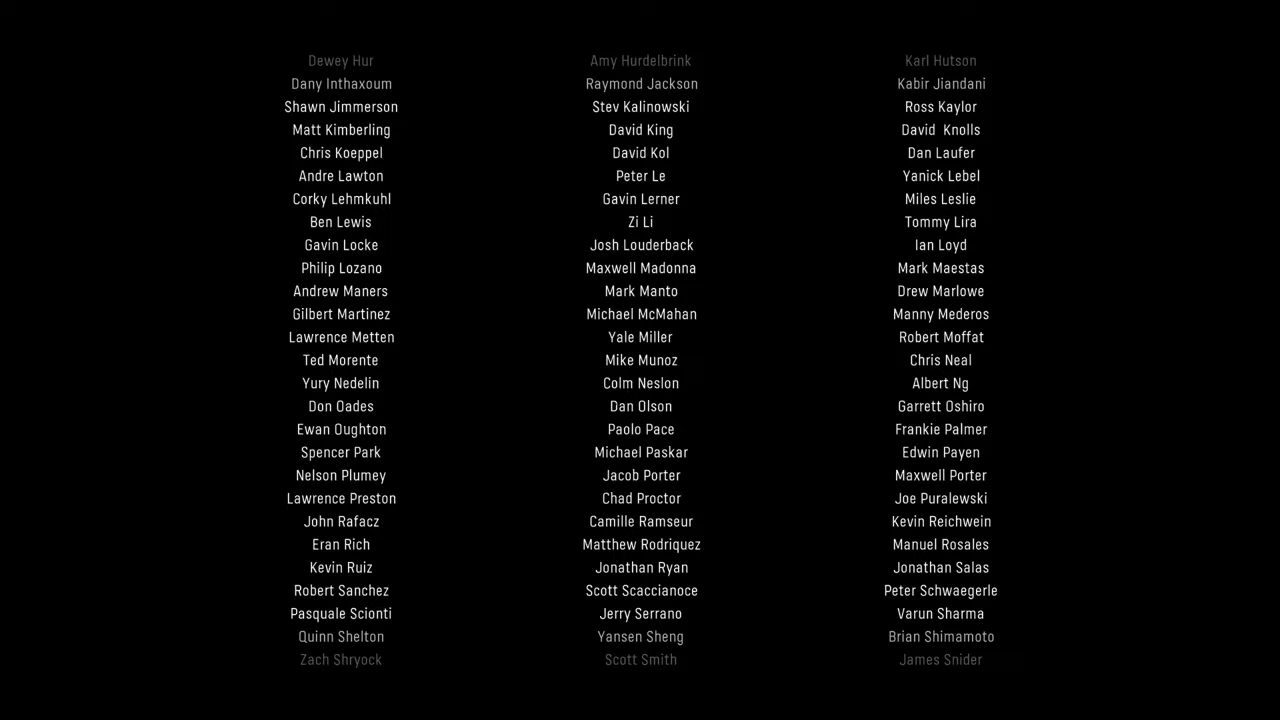 Dewey Hur Amy Hurdelbrink Karl Hutson
Dany Inthaxoum Raymond Jackson Kabir Jiandani
Shawn Jimmerson Stev Kalinowski Ross Kaylor
Matt Kimberling David King David  Knolls
Chris Koeppel David Kol Dan Laufer
Andre Lawton Peter Le Yanick Lebel
Corky Lehmkuhl Gavin Lerner Miles Leslie
Ben Lewis Zi Li Tommy Lira
Gavin Locke Josh Louderback Ian Loyd
Philip Lozano Maxwell Madonna Mark Maestas
Andrew Maners Mark Manto Drew Marlowe
Gilbert Martinez Michael McMahan Manny Mederos
Lawrence Metten Yale Miller Robert Moffat
Ted Morente Mike Munoz Chris Neal
Yury Nedelin Colm Neslon Albert Ng
Don Oades Dan Olson Garrett Oshiro
Ewan Oughton Paolo Pace Frankie Palmer
Spencer Park Michael Paskar Edwin Payen
Nelson Plumey Jacob Porter Maxwell Porter
Lawrence Preston Chad Proctor Joe Puralewski
John Rafacz Camille Ramseur Kevin Reichwein
Eran Rich Matthew Rodriquez Manuel Rosales
Kevin Ruiz Jonathan Ryan Jonathan Salas
Robert Sanchez Scott Scaccianoce Peter Schwaegerle
Pasquale Scionti Jerry Serrano Varun Sharma
Quinn Shelton Yansen Sheng Brian Shimamoto
Zach Shryock Scott Smith James Snider